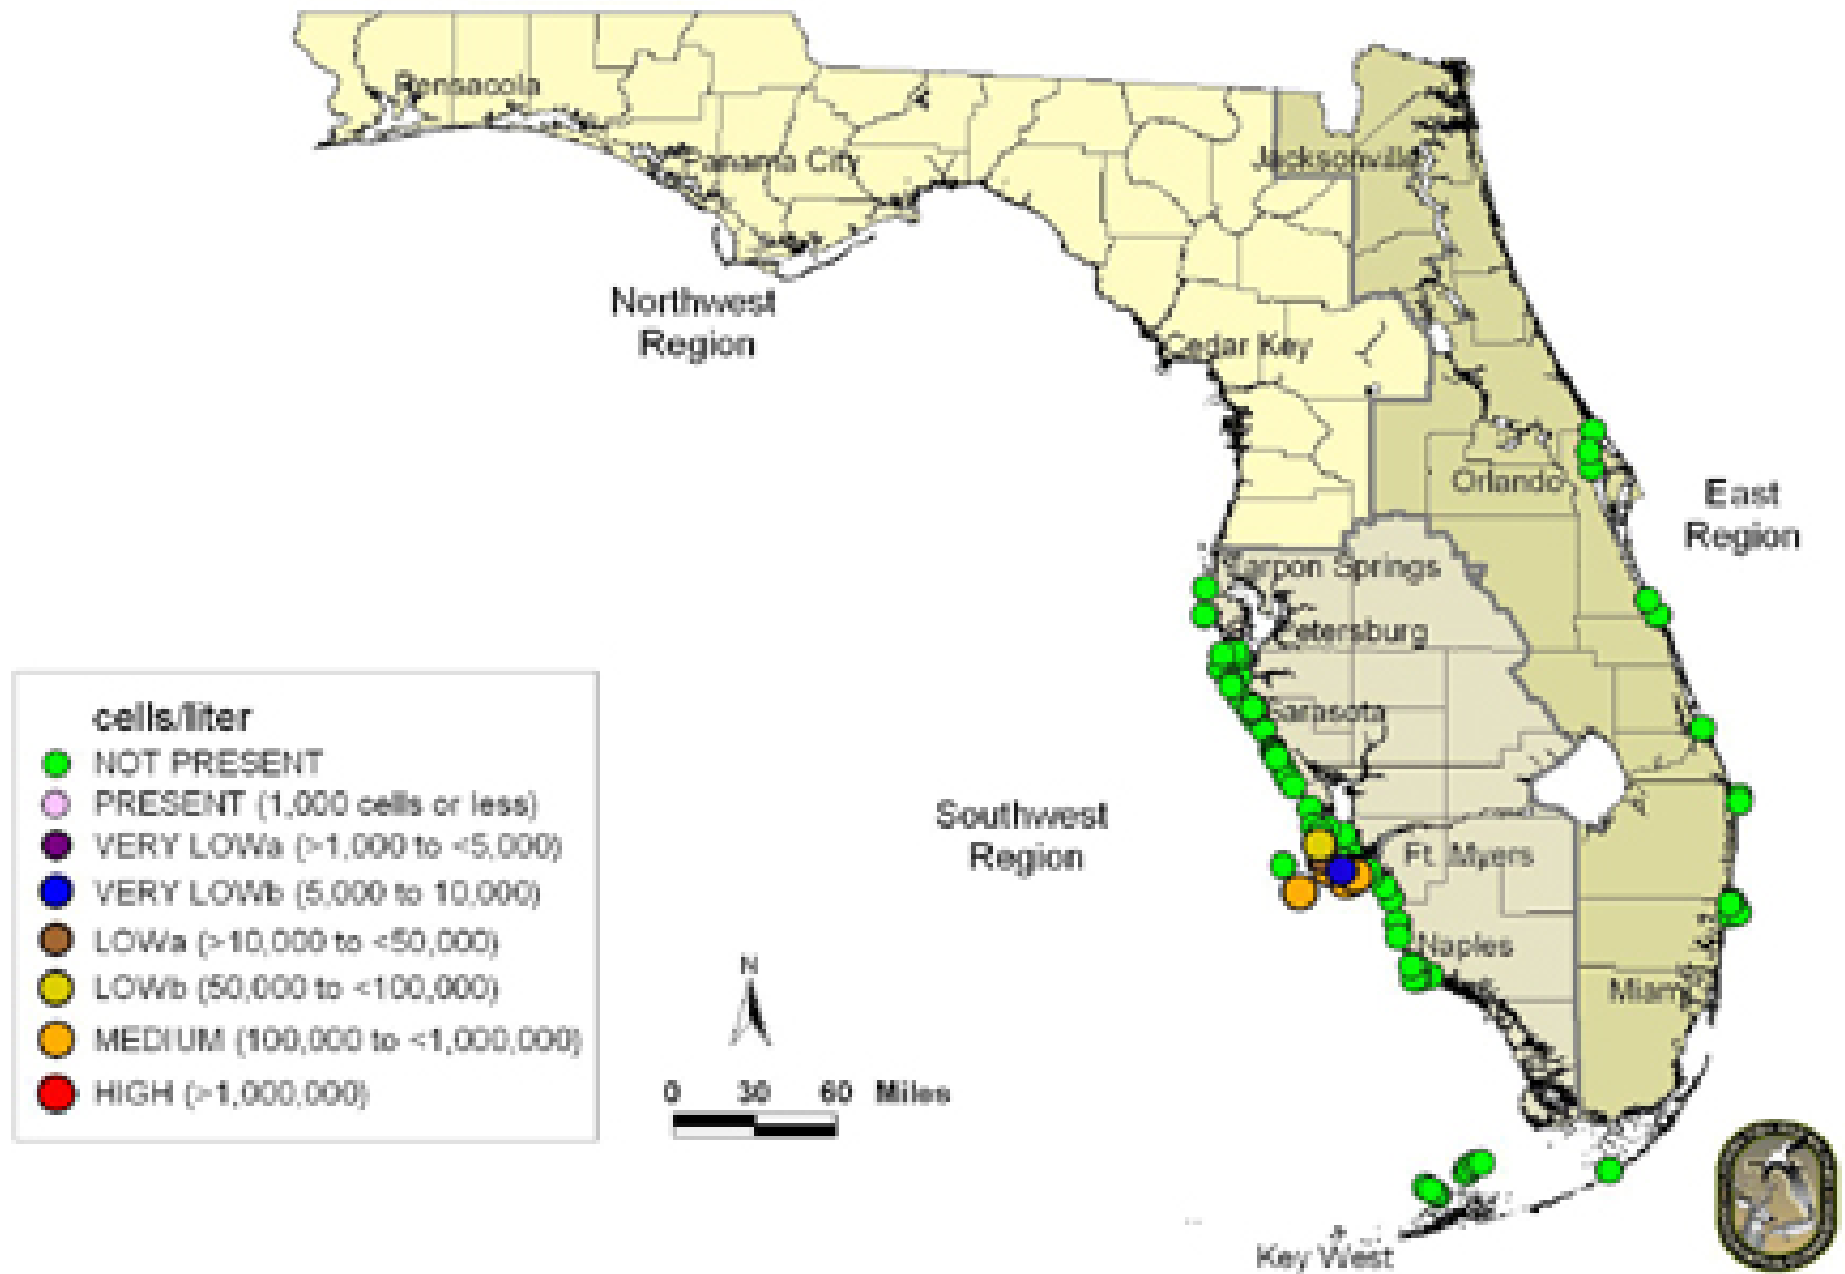 Pensacola
Panama City
Jacksonville
Northwest
Region
Cedar Key
Orlando
East
Region
Tarpon Springs
Petersburg
Sarasota
cells/liter
NOT PRESENT
PRESENT (1,000 cells or less)
VERY LOWa (>1,000 to <5,000)
VERY LOWb (5,000 to 10,000)
LOWa (>10,000 to <50,000)
LOWb (50,000 to <100,000)
MEDIUM (100,000 to <1,000,000)
HIGH (>1,000,000)
Southwest
Region
Ft. Myers
Naples
Miami
N
0 30 60 Miles
Key West